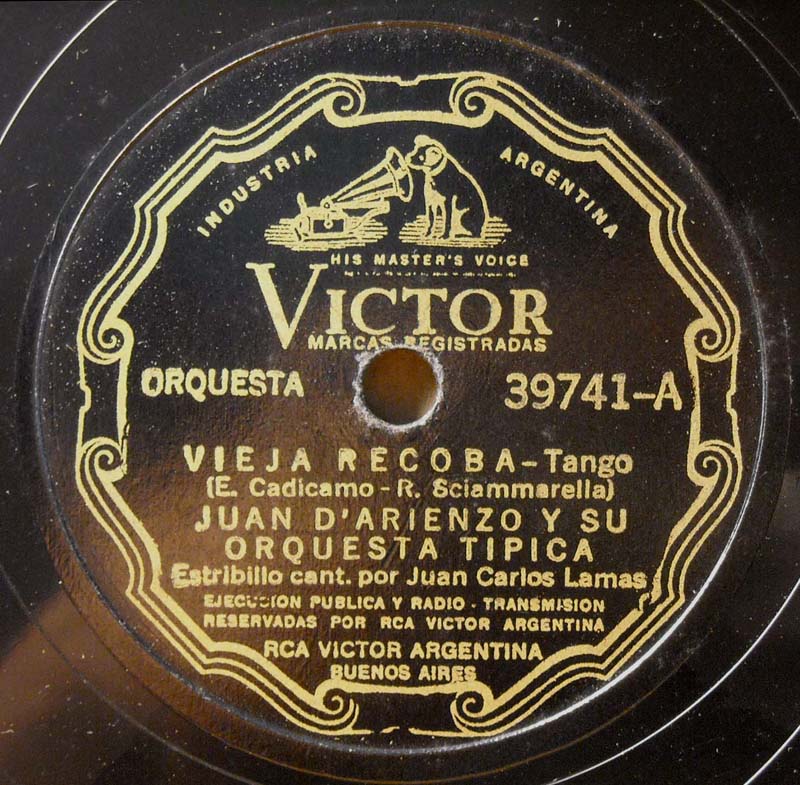 INDUSTRIA ARGENTINA
HIS MASTER'S VOICE
VICTOR
MARCAS REGISTRADAS
ORQUESTA 39741-A
VIEJA RECOBA-Tango
(E. Cadicamo - R. Sciammarella)
JUAN D'ARIENZO Y SU
ORQUESTA TIPICA
Estribillo cant. por Juan Carlos Lamas
EJECUCION PUBLICA Y RADIO - TRANSMISION
RESERVADAS POR RCA VICTOR ARGENTINA
RCA VICTOR ARGENTINA
BUENOS AIRES